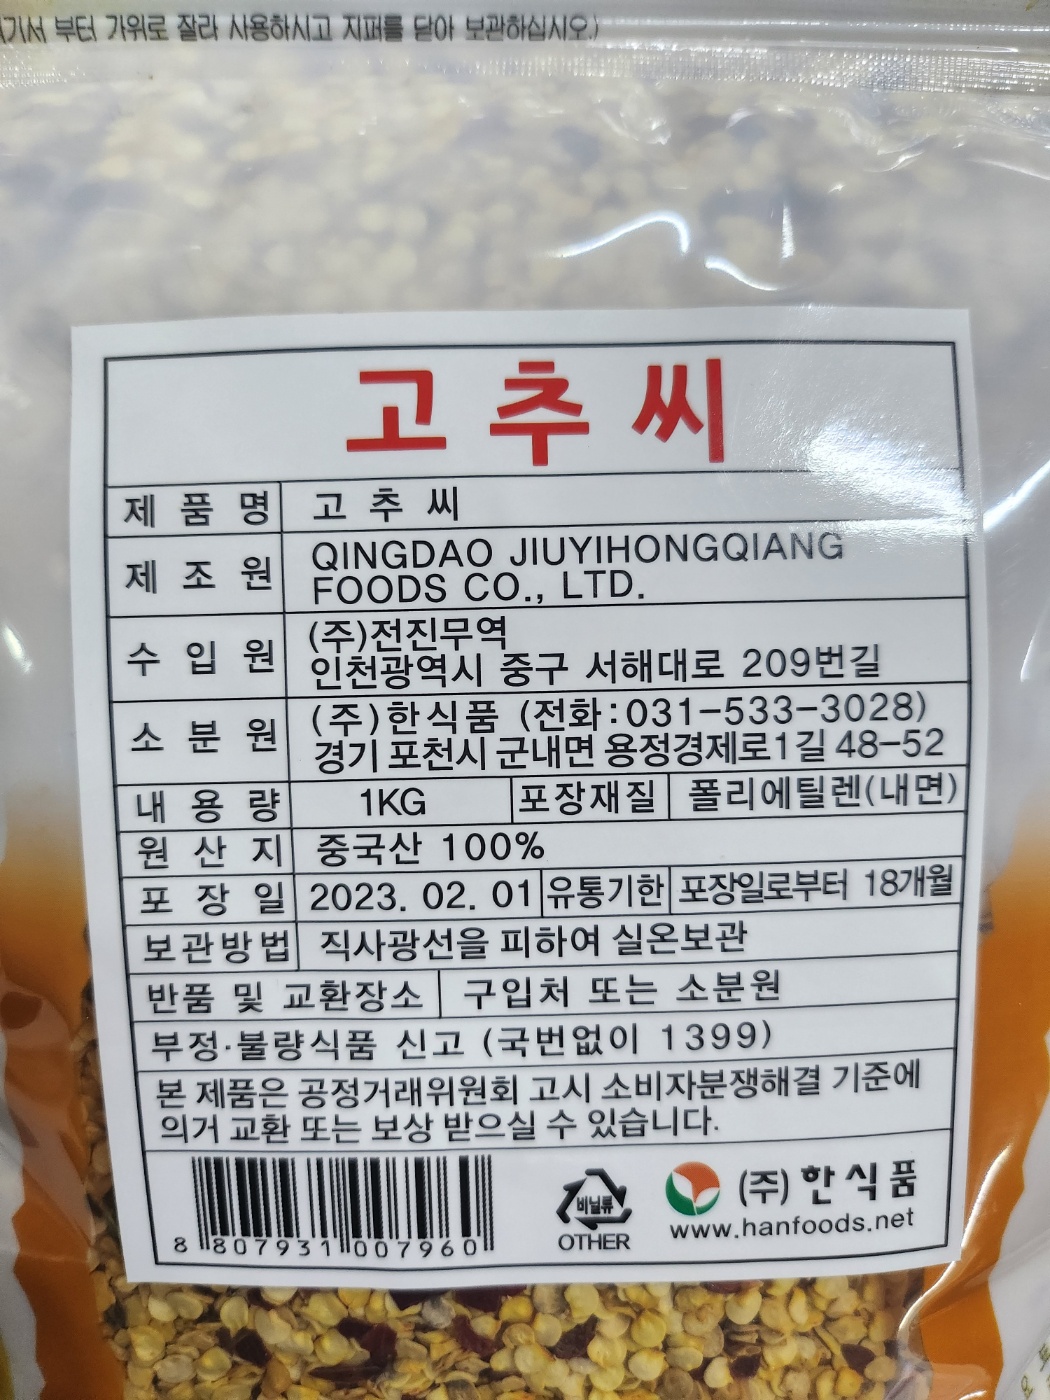 여기서 부터 가위로 잘라 사용하시고 지퍼를 닫아 보관하십시오.)
고추씨
제품명 고추씨
제조원 QINGDAO JIUYIHONGQIANG
FOODS CO., LTD.
수입원 (주)전진무역
인천광역시 중구 서해대로 209번길
소분원 (주)한식품 (전화:031-533-3028)
경기 포천시 군내면 용정경제로1길 48-52
내용량 1KG 포장재질 폴리에틸렌(내면)
원산지 중국산 100%
포장일 2023. 02. 01 유통기한 포장일로부터 18개월
보관방법 직사광선을 피하여 실온보관
반품 및 교환장소 구입처 또는 소분원
부정·불량식품 신고 (국번없이 1399)
본 제품은 공정거래위원회 고시 소비자분쟁해결 기준에
의거 교환 또는 보상 받으실 수 있습니다.
8 807931 007960
비닐류
OTHER
(주)한식품
www.hanfoods.net